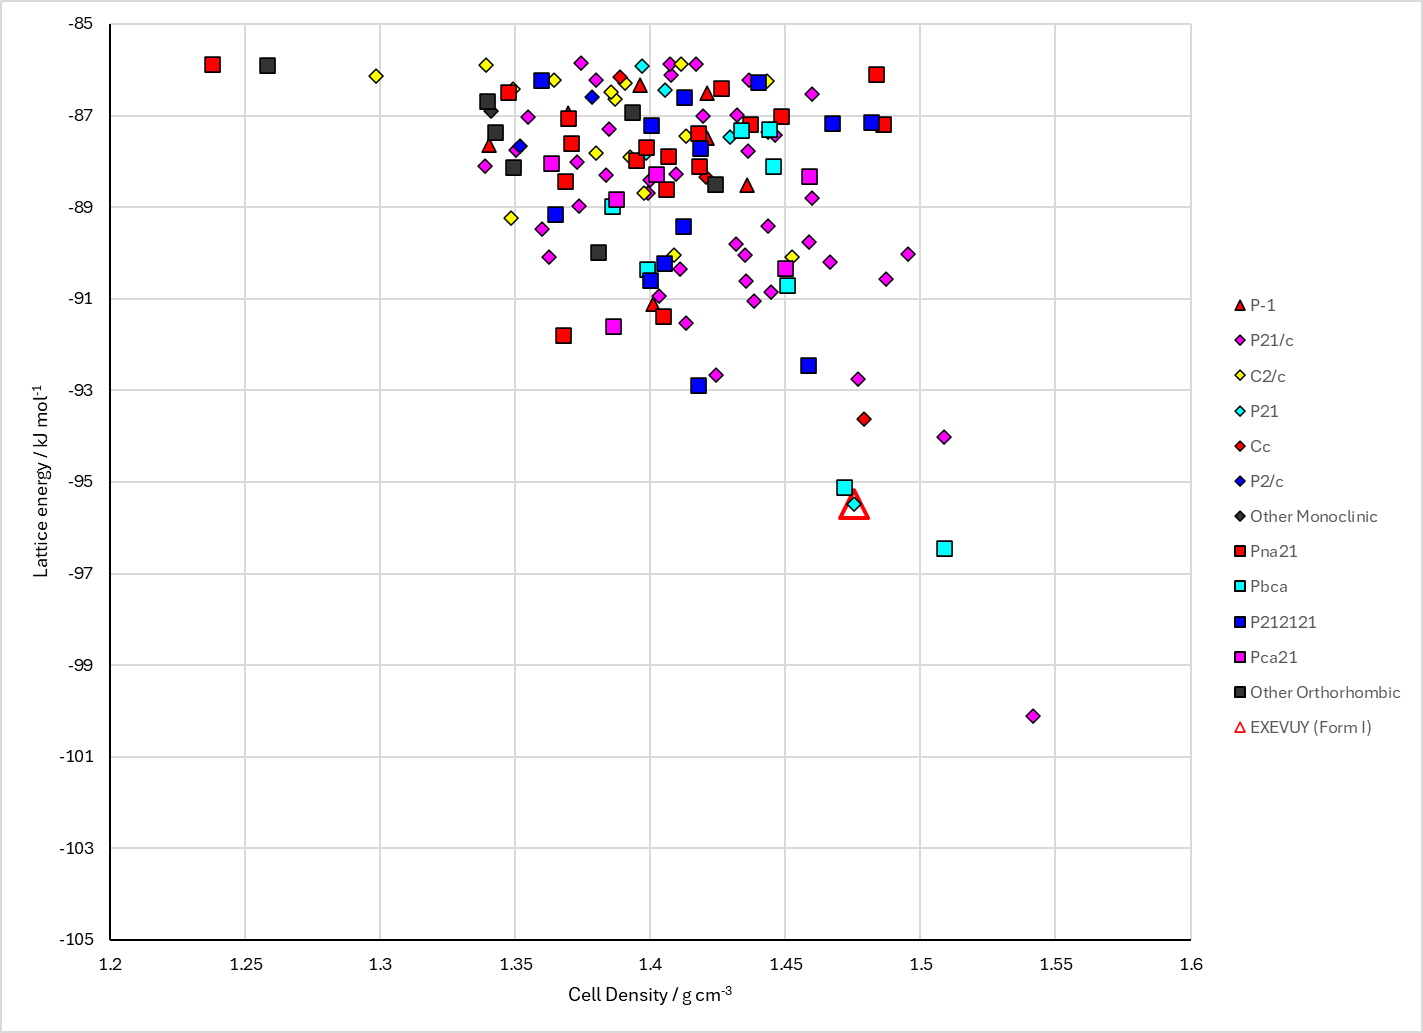 -85
-87
-89
-91
-93
-95
-97
-99
-101
-103
-105
Lattice energy / kJ mol-1
1.2 1.25 1.3 1.35 1.4 1.45 1.5 1.55 1.6
Cell Density / g cm-3
P-1
P21/c
C2/c
P21
Cc
P2/c
Other Monoclinic
Pna21
Pbca
P212121
Pca21
Other Orthorhombic
EXEVUY (Form I)